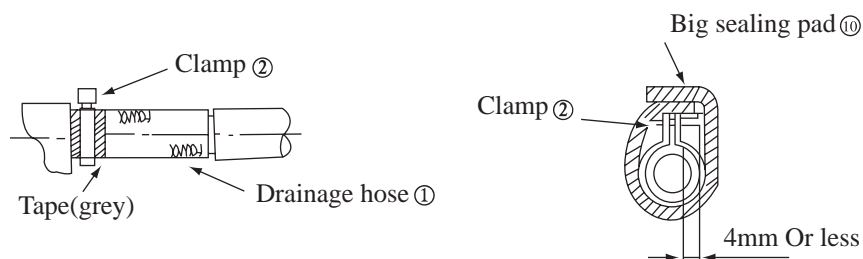 Clamp ②
Tape(grey)
Drainage hose ①
Big sealing pad ⑩
Clamp ②
4mm Or less